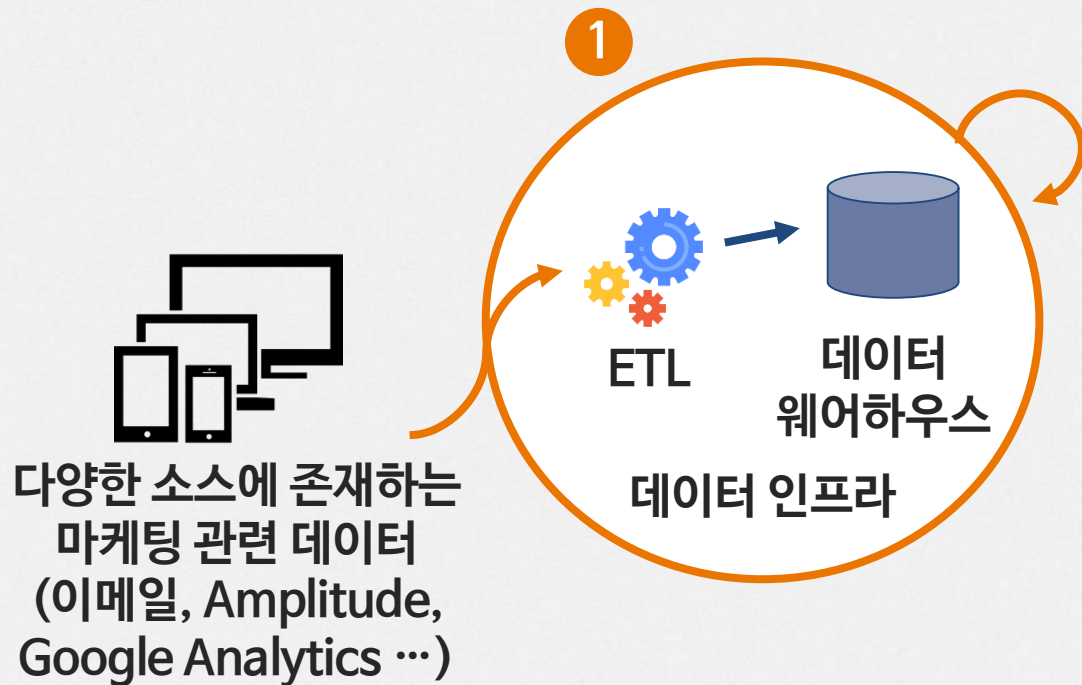 1
ETL
데이터
웨어하우스
데이터 인프라
다양한 소스에 존재하는
마케팅 관련 데이터
(이메일, Amplitude,
Google Analytics …)